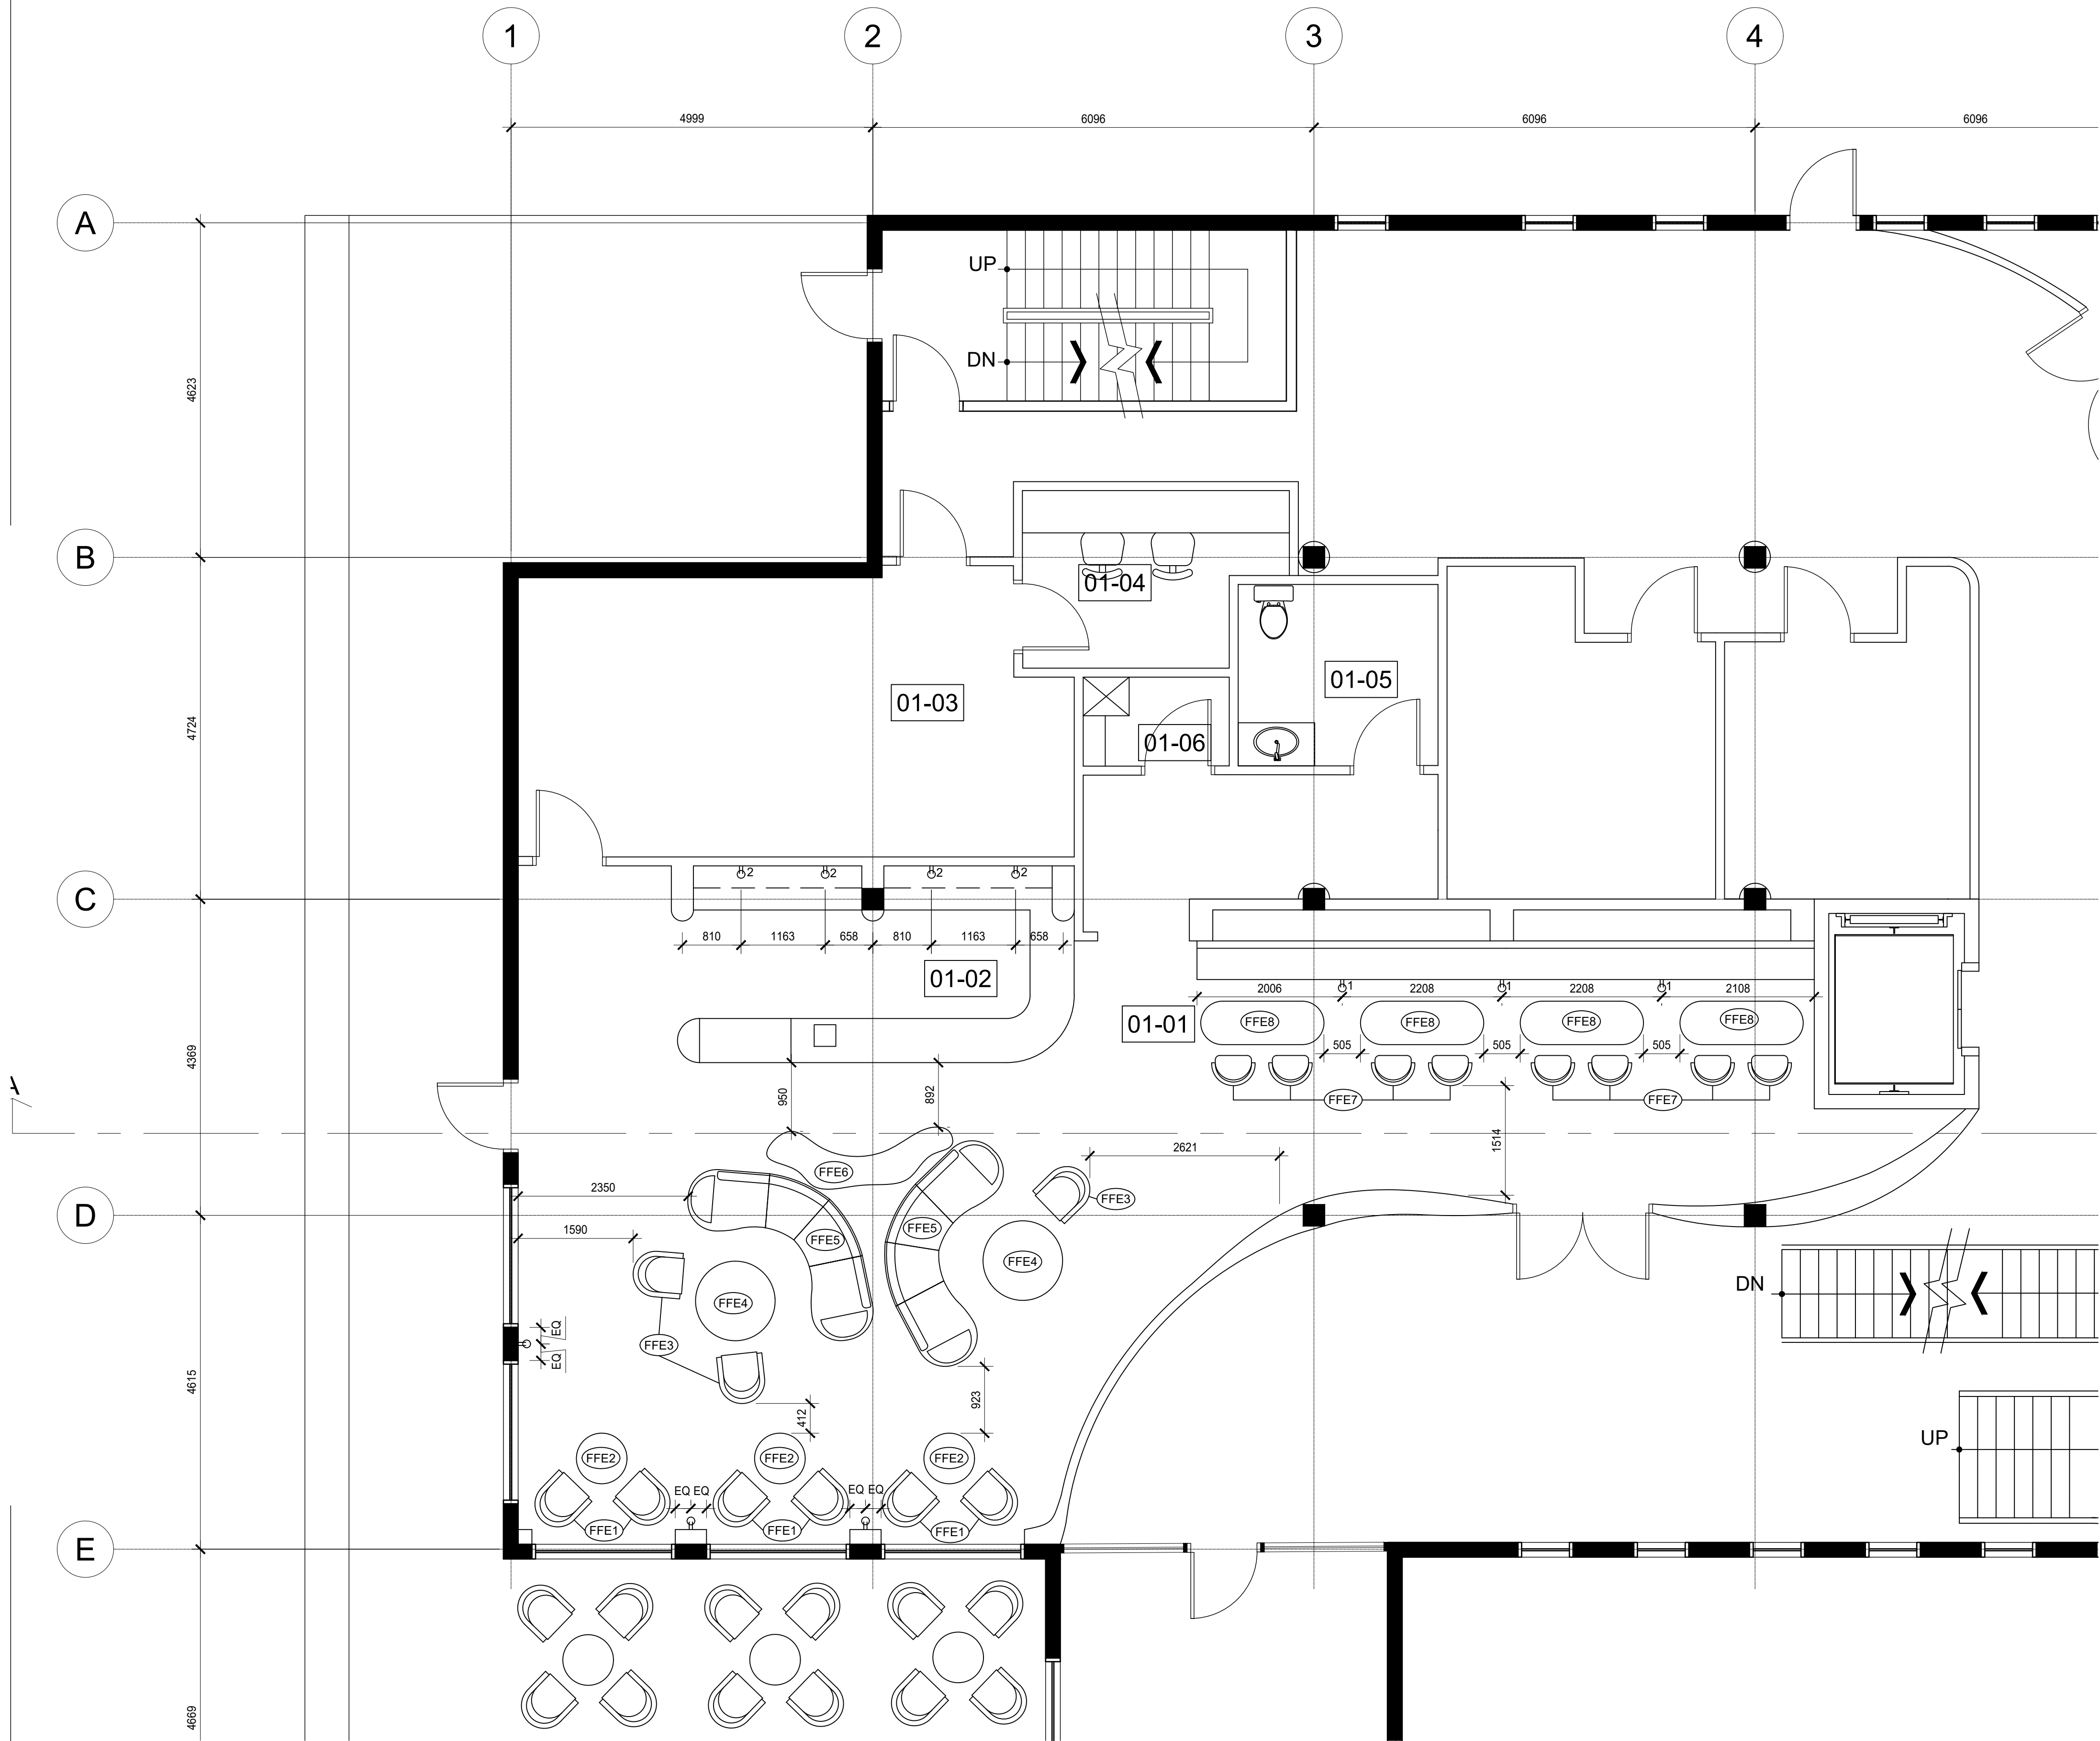 1 2 3 4
4999 6096 6096 6096
A
UP
DN
4623
B
01-04
01-05
01-03
4724
01-06
2 2 2 2
C
810 1163 658 810 1163 658
01-02
1 1 1
2006 2208 2208 2108
01-01
FFE8 FFE8 FFE8 FFE8
505 505 505
4369
950 892
FFE7 FFE7
A
1514
2621
FFE6
2350
FFE3
D
1590
FFE5 FFE5
FFE4
DN
FFE4
EQ
FFE3
EQ
4615
923
412
UP
FFE2 FFE2 FFE2
EQ EQ EQ EQ
FFE1 FFE1 FFE1
E
4669